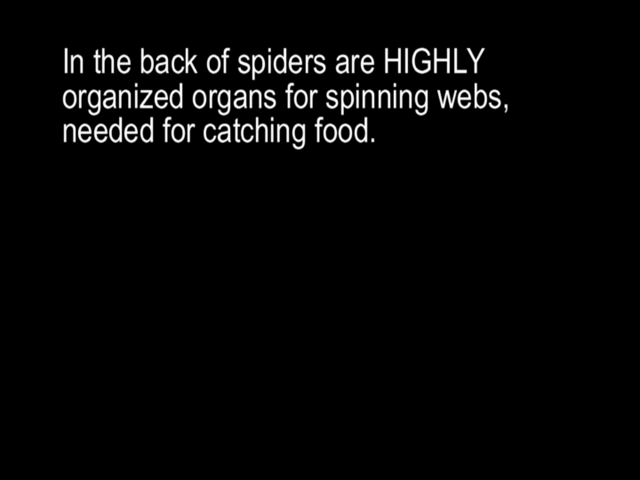 In the back of spiders are HIGHLY
organized organs for spinning webs,
needed for catching food.